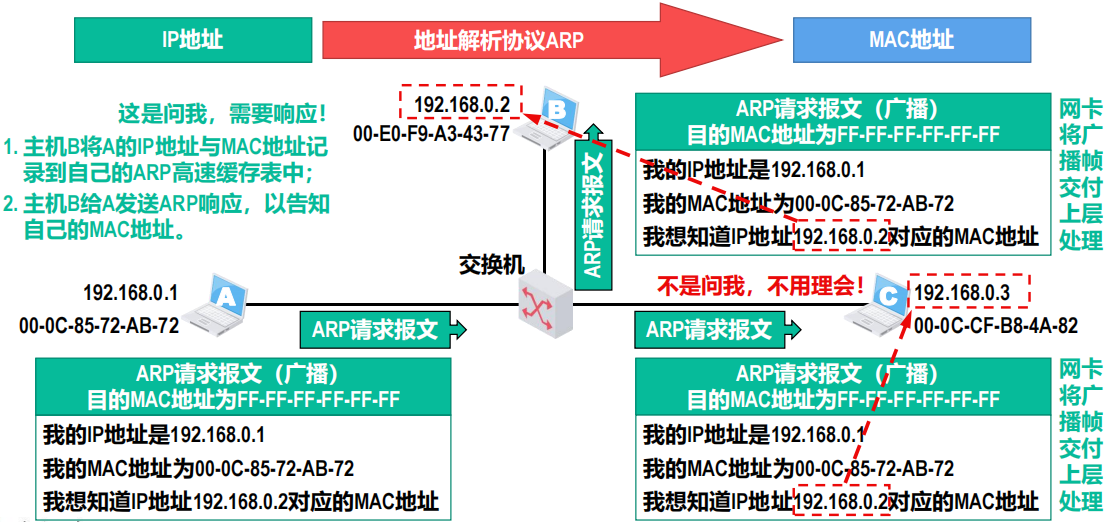 IP地址
地址解析协议ARP
MAC地址
这是问我，需要响应！
1. 主机B将A的IP地址与MAC地址记
录到自己的ARP高速缓存表中；
2. 主机B给A发送ARP响应，以告知
自己的MAC地址。
192.168.0.2
00-E0-F9-A3-43-77
B
ARP请求报文
ARP请求报文（广播）
目的MAC地址为FF-FF-FF-FF-FF-FF
我的IP地址是192.168.0.1
我的MAC地址为00-0C-85-72-AB-72
我想知道IP地址192.168.0.2对应的MAC地址
网卡
将广
播帧
交付
上层
处理
交换机
192.168.0.1
00-0C-85-72-AB-72
A
ARP请求报文
不是问我，不用理会！
ARP请求报文
C
192.168.0.3
00-0C-CF-B8-4A-82
ARP请求报文（广播）
目的MAC地址为FF-FF-FF-FF-FF-FF
我的IP地址是192.168.0.1
我的MAC地址为00-0C-85-72-AB-72
我想知道IP地址192.168.0.2对应的MAC地址
ARP请求报文（广播）
目的MAC地址为FF-FF-FF-FF-FF-FF
我的IP地址是192.168.0.1
我的MAC地址为00-0C-85-72-AB-72
我想知道IP地址192.168.0.2对应的MAC地址
网卡
将广
播帧
交付
上层
处理